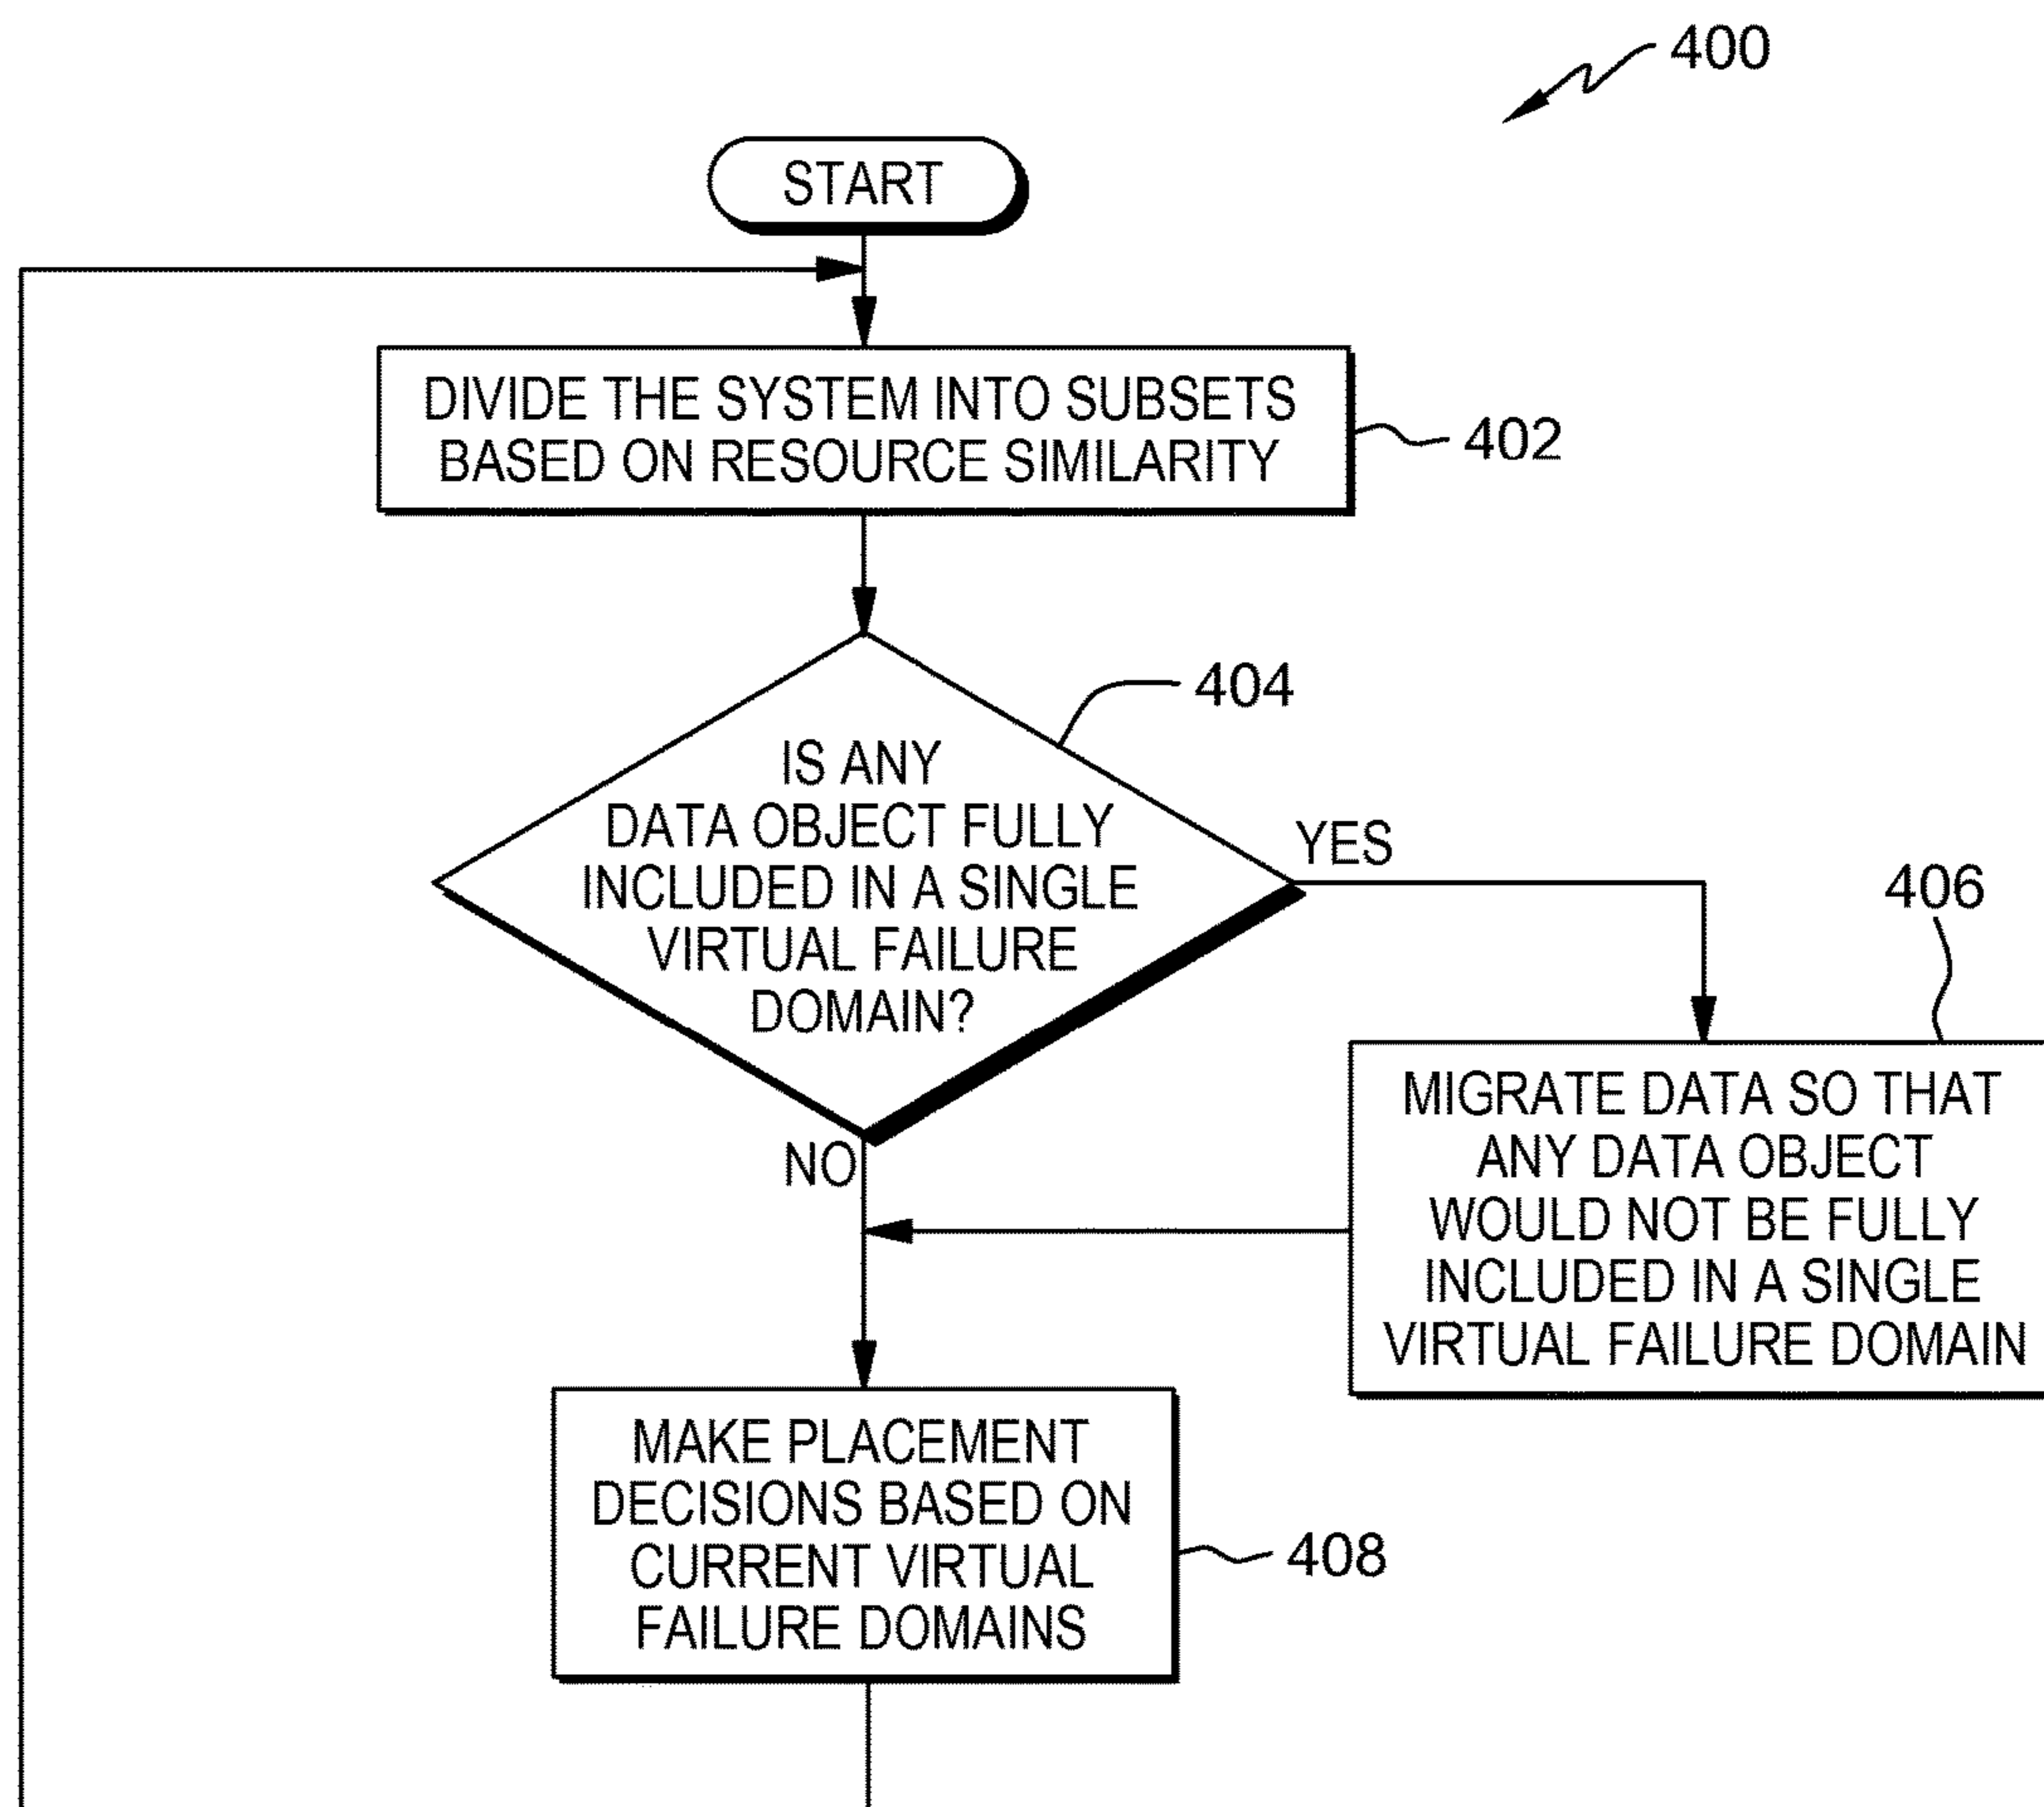 400
START
DIVIDE THE SYSTEM INTO SUBSETS
BASED ON RESOURCE SIMILARITY
402
404
IS ANY
DATA OBJECT FULLY
INCLUDED IN A SINGLE
VIRTUAL FAILURE
DOMAIN?
YES
406
NO
MIGRATE DATA SO THAT
ANY DATA OBJECT
WOULD NOT BE FULLY
INCLUDED IN A SINGLE
VIRTUAL FAILURE DOMAIN
MAKE PLACEMENT
DECISIONS BASED ON
CURRENT VIRTUAL
FAILURE DOMAINS
408